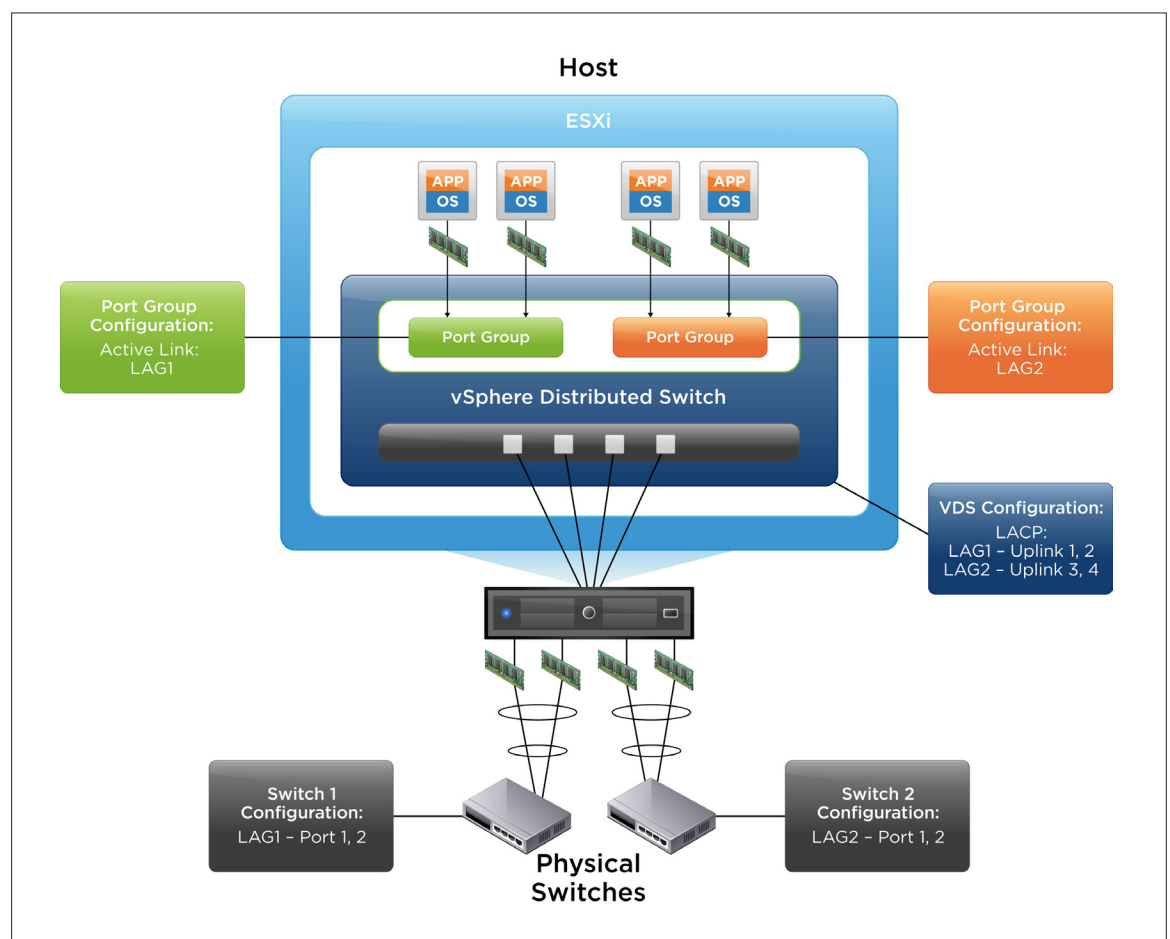 Host
ESXi
APP
OS
APP
OS
APP
OS
APP
OS
Port Group
Configuration:
Active Link:
LAG1
Port Group
Port Group
Port Group
Configuration:
Active Link:
LAG2
vSphere Distributed Switch
VDS Configuration:
LACP:
LAG1 – Uplink 1, 2
LAG2 – Uplink 3, 4
Switch 1
Configuration:
LAG1 – Port 1, 2
Switch 2
Configuration:
LAG2 – Port 1, 2
Physical
Switches